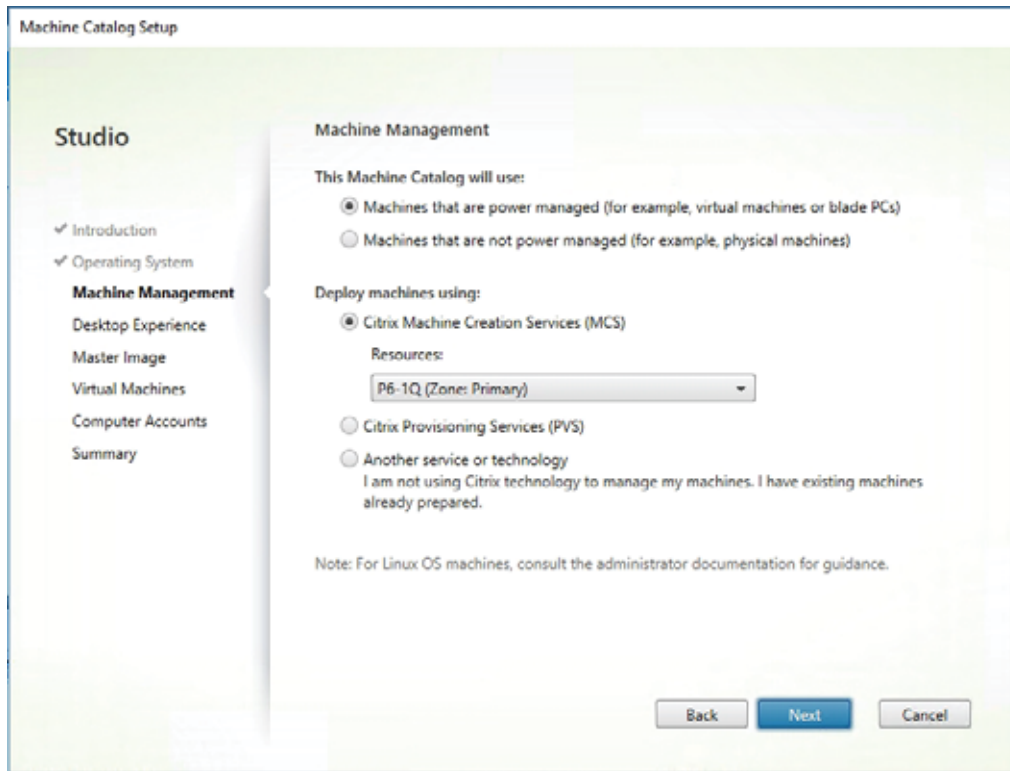 Machine Catalog Setup
Studio
Introduction
Operating System
Machine Management
Desktop Experience
Master Image
Virtual Machines
Computer Accounts
Summary
Machine Management
This Machine Catalog will use:
Machines that are power managed (for example, virtual machines or blade PCs)
Machines that are not power managed (for example, physical machines)
Deploy machines using:
Citrix Machine Creation Services (MCS)
Resources:
P6-1Q (Zone: Primary)
Citrix Provisioning Services (PVS)
Another service or technology
I am not using Citrix technology to manage my machines. I have existing machines
already prepared.
Note: For Linux OS machines, consult the administrator documentation for guidance.
Back
Next
Cancel